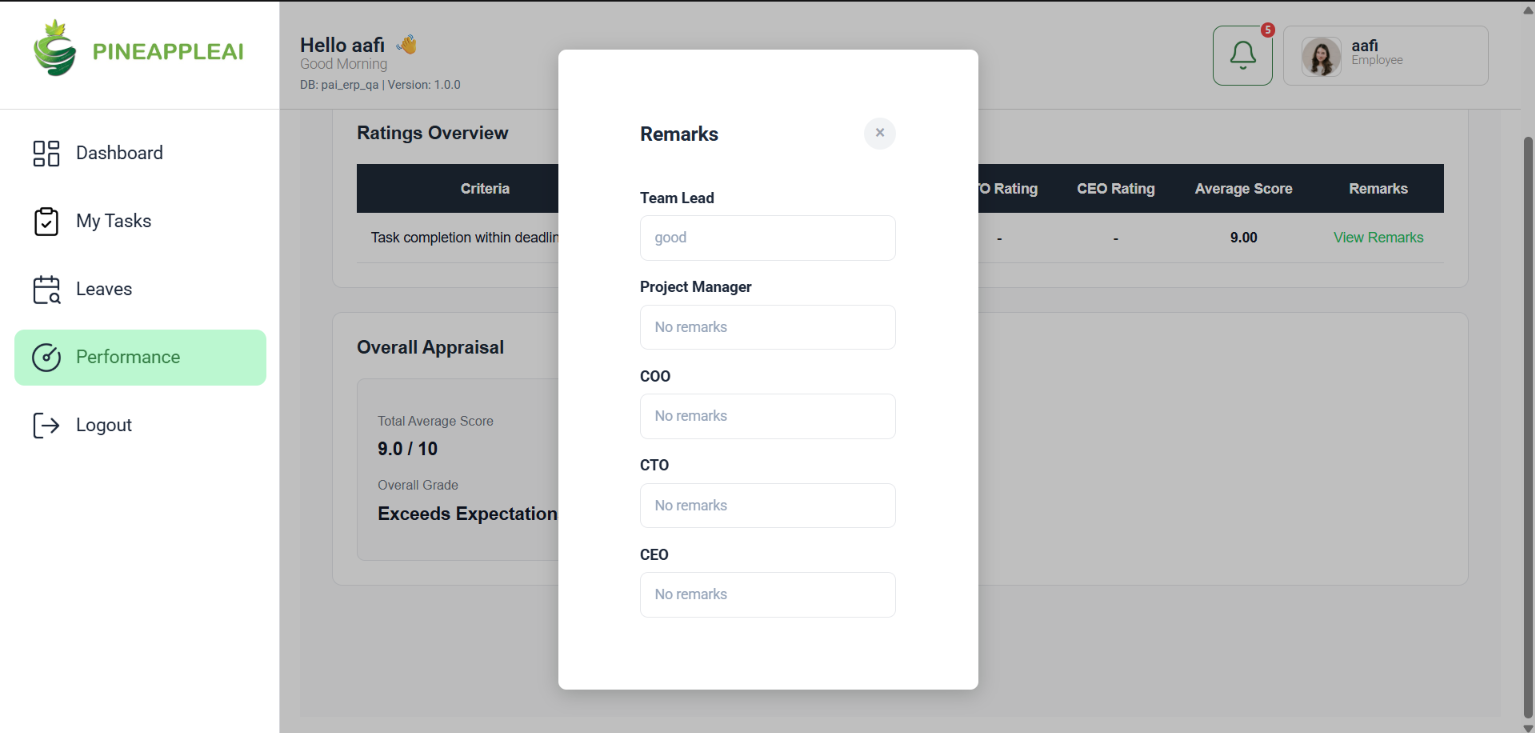 PINEAPPLEAI
Dashboard
My Tasks
Leaves
Performance
Logout
Hello aafi 👋
Good Morning
DB: pai_erp_qa | Version: 1.0.0
5
aafi
Employee
Ratings Overview
Criteria O Rating CEO Rating Average Score Remarks
Task completion within deadlin - - 9.00 View Remarks
Overall Appraisal
Total Average Score
9.0 / 10
Overall Grade
Exceeds Expectation
Remarks
×
Team Lead
good
Project Manager
No remarks
COO
No remarks
CTO
No remarks
CEO
No remarks